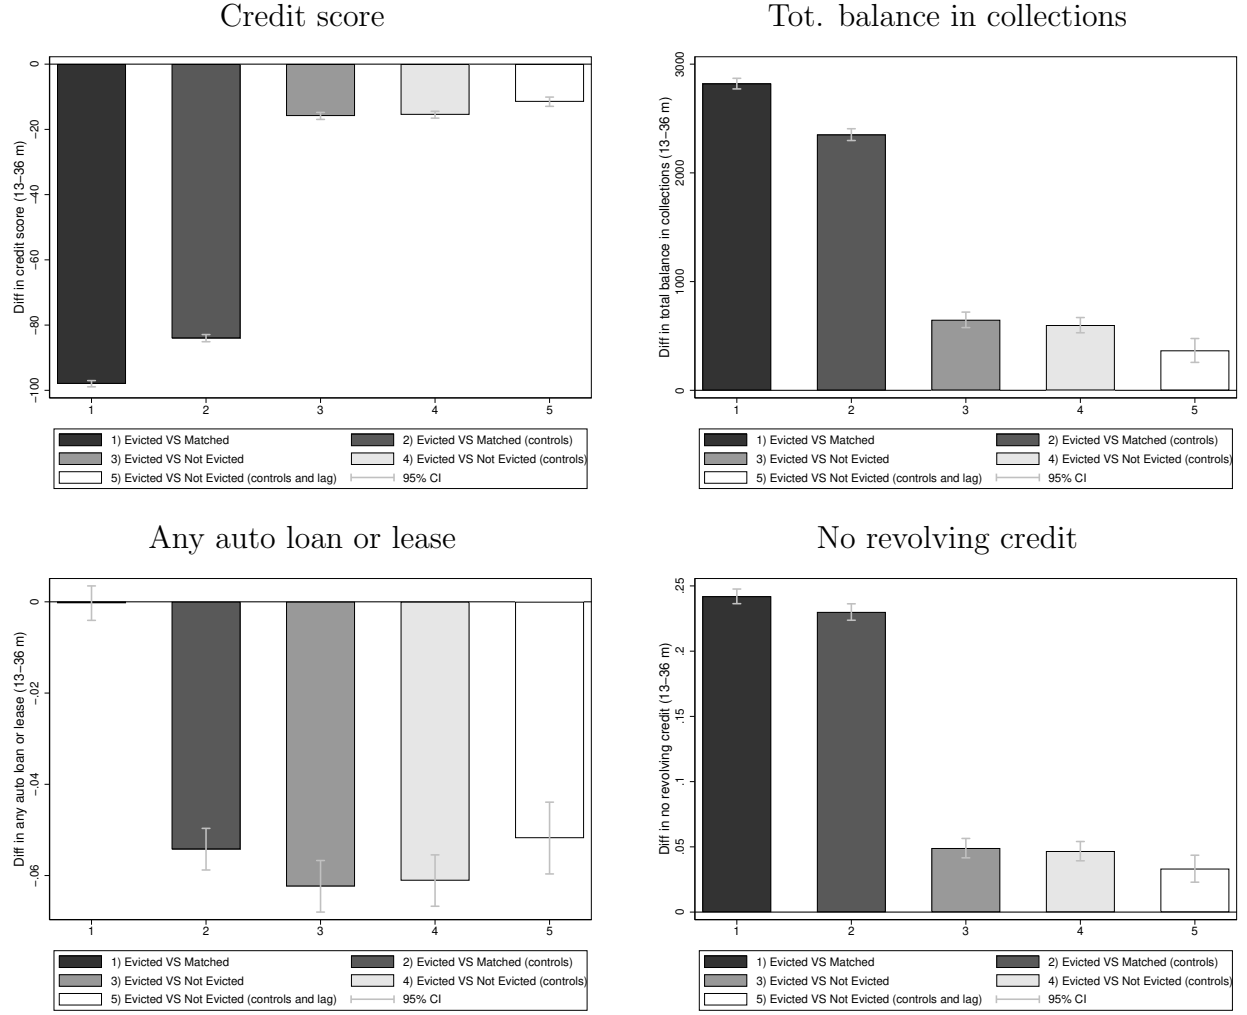 Credit score
Diff in credit score (13−36 m)
0
−20
−40
−60
−80
−100
1 2 3 4 5
1) Evicted VS Matched 2) Evicted VS Matched (controls)
3) Evicted VS Not Evicted 4) Evicted VS Not Evicted (controls)
5) Evicted VS Not Evicted (controls and lag) 95% CI
Tot. balance in collections
Diff in total balance in collections (13−36 m)
3000
2000
1000
0
1 2 3 4 5
1) Evicted VS Matched 2) Evicted VS Matched (controls)
3) Evicted VS Not Evicted 4) Evicted VS Not Evicted (controls)
5) Evicted VS Not Evicted (controls and lag) 95% CI
Any auto loan or lease
Diff in any auto loan or lease (13−36 m)
0
−.02
−.04
−.06
1 2 3 4 5
1) Evicted VS Matched 2) Evicted VS Matched (controls)
3) Evicted VS Not Evicted 4) Evicted VS Not Evicted (controls)
5) Evicted VS Not Evicted (controls and lag) 95% CI
No revolving credit
Diff in no revolving credit (13−36 m)
.25
.2
.15
.1
.05
0
1 2 3 4 5
1) Evicted VS Matched 2) Evicted VS Matched (controls)
3) Evicted VS Not Evicted 4) Evicted VS Not Evicted (controls)
5) Evicted VS Not Evicted (controls and lag) 95% CI